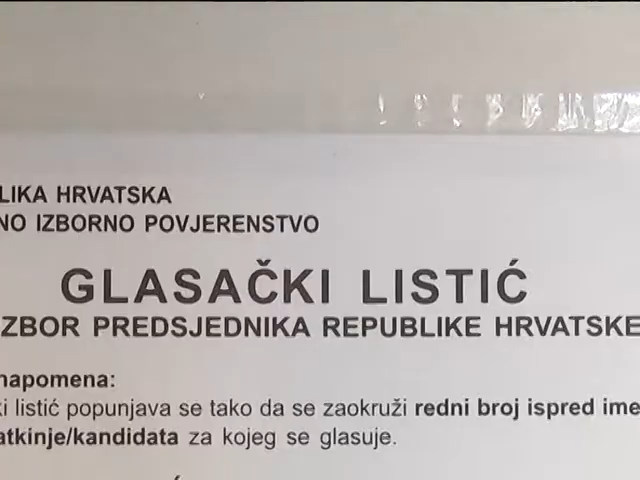 LIKA HRVATSKA
NO IZBORNO POVJERENSTVO
GLASAČKI LISTIĆ
ZBOR PREDSJEDNIKA REPUBLIKE HRVATSKE
napomena:
ki listić popunjava se tako da se zaokruži redni broj ispred ime
atkinje/kandidata za kojeg se glasuje.